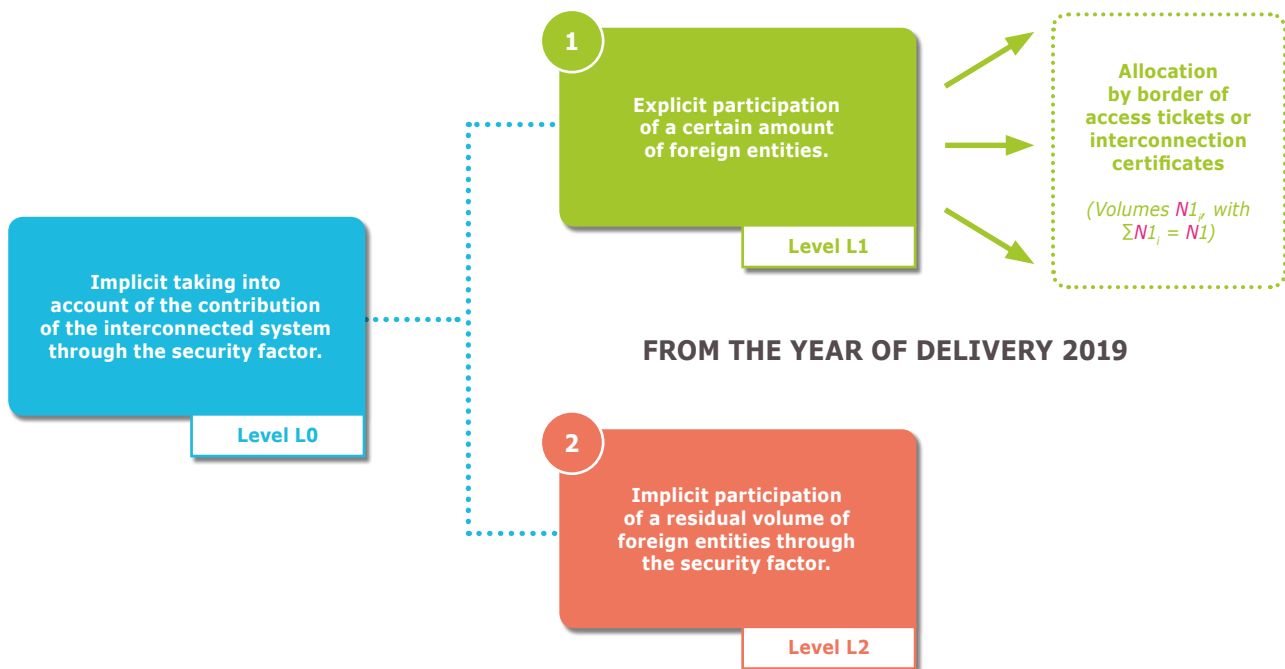 1
Explicit participation
of a certain amount
of foreign entities.
Level L1
Allocation
by border of
access tickets or
interconnection
certificates
(Volumes N1i, with
ΣN1i = N1)
Implicit taking into
account of the contribution
of the interconnected system
through the security factor.
Level L0
FROM THE YEAR OF DELIVERY 2019
2
Implicit participation
of a residual volume of
foreign entities through
the security factor.
Level L2